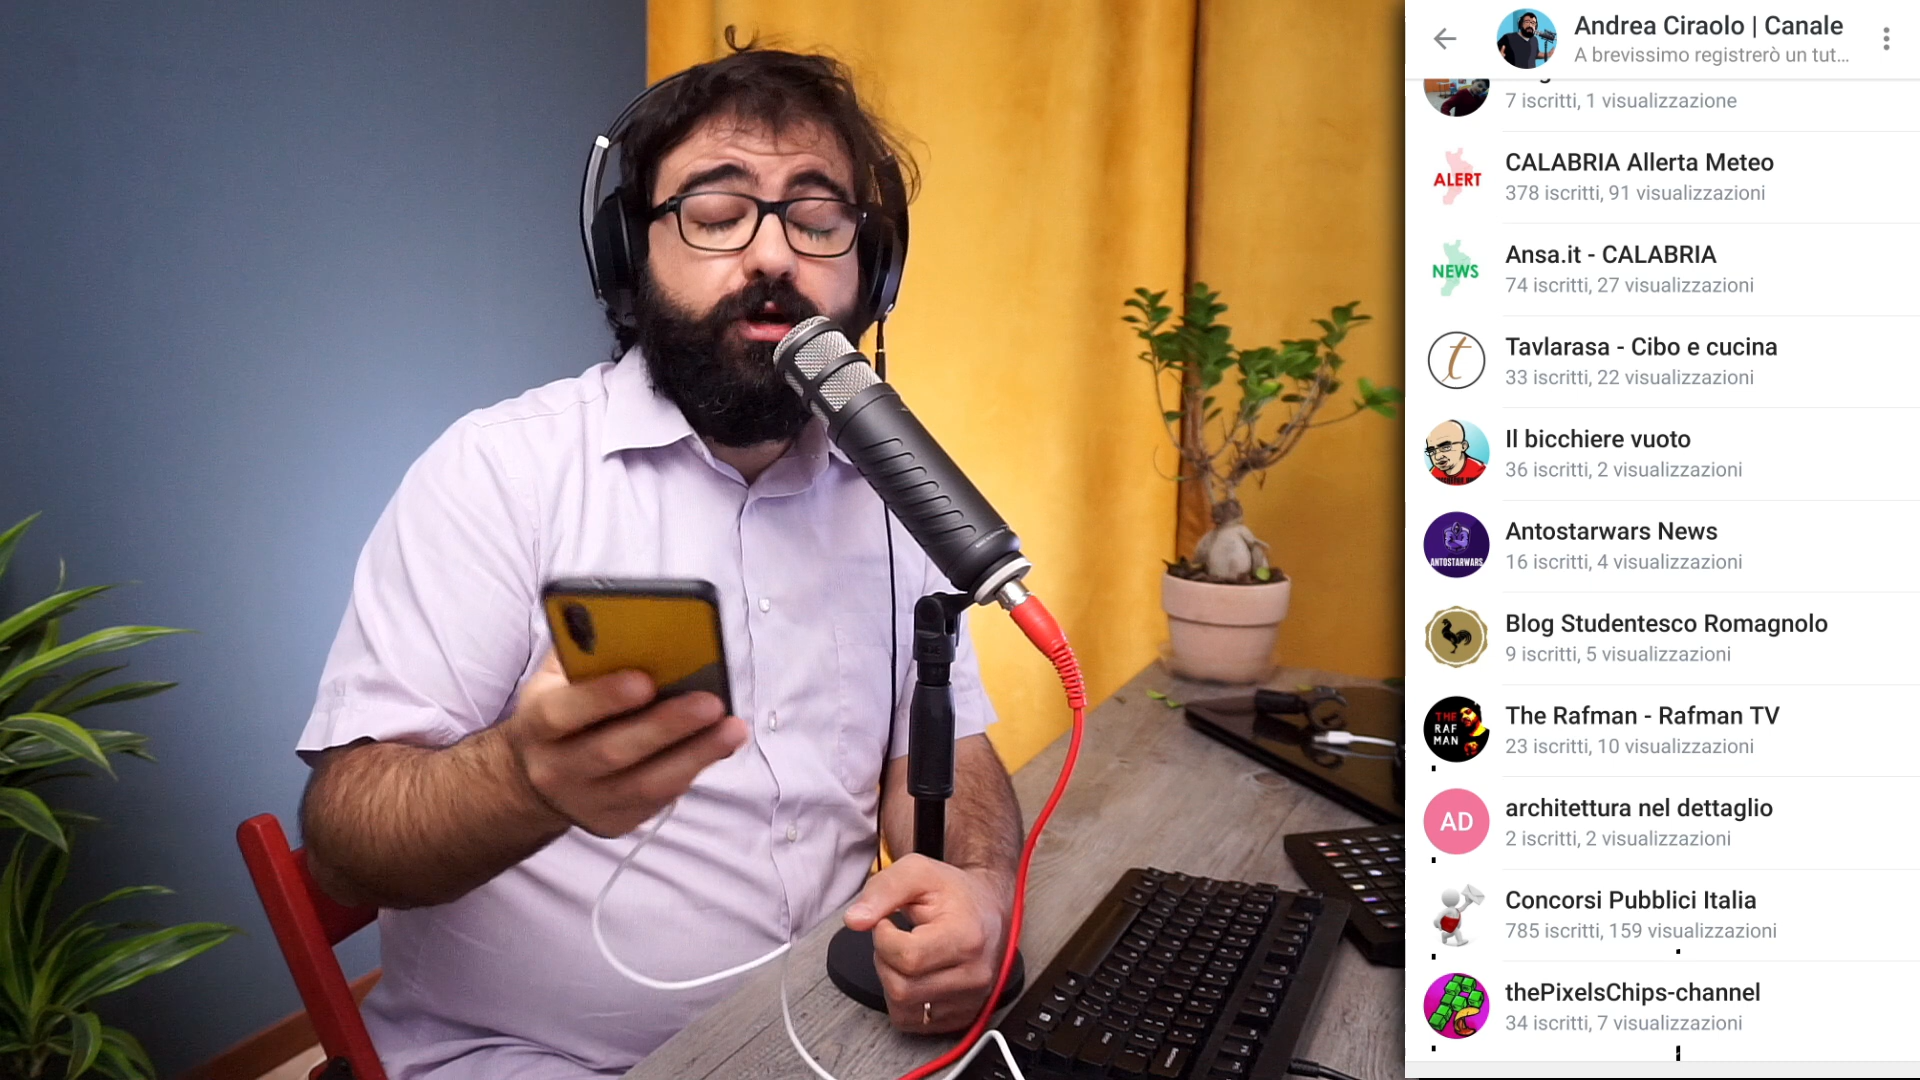 Andrea Ciraolo | Canale
A brevissimo registrerò un tut...
7 iscritti, 1 visualizzazione
ALERT
CALABRIA Allerta Meteo
378 iscritti, 91 visualizzazioni
NEWS
Ansa.it - CALABRIA
74 iscritti, 27 visualizzazioni
t
Tavlarasa - Cibo e cucina
33 iscritti, 22 visualizzazioni
Il bicchiere vuoto
36 iscritti, 2 visualizzazioni
ANTOSTARWARS
Antostarwars News
16 iscritti, 4 visualizzazioni
Blog Studentesco Romagnolo
9 iscritti, 5 visualizzazioni
THE
RAF
MAN
The Rafman - Rafman TV
23 iscritti, 10 visualizzazioni
AD
architettura nel dettaglio
2 iscritti, 2 visualizzazioni
Concorsi Pubblici Italia
785 iscritti, 159 visualizzazioni
thePixelsChips-channel
34 iscritti, 7 visualizzazioni